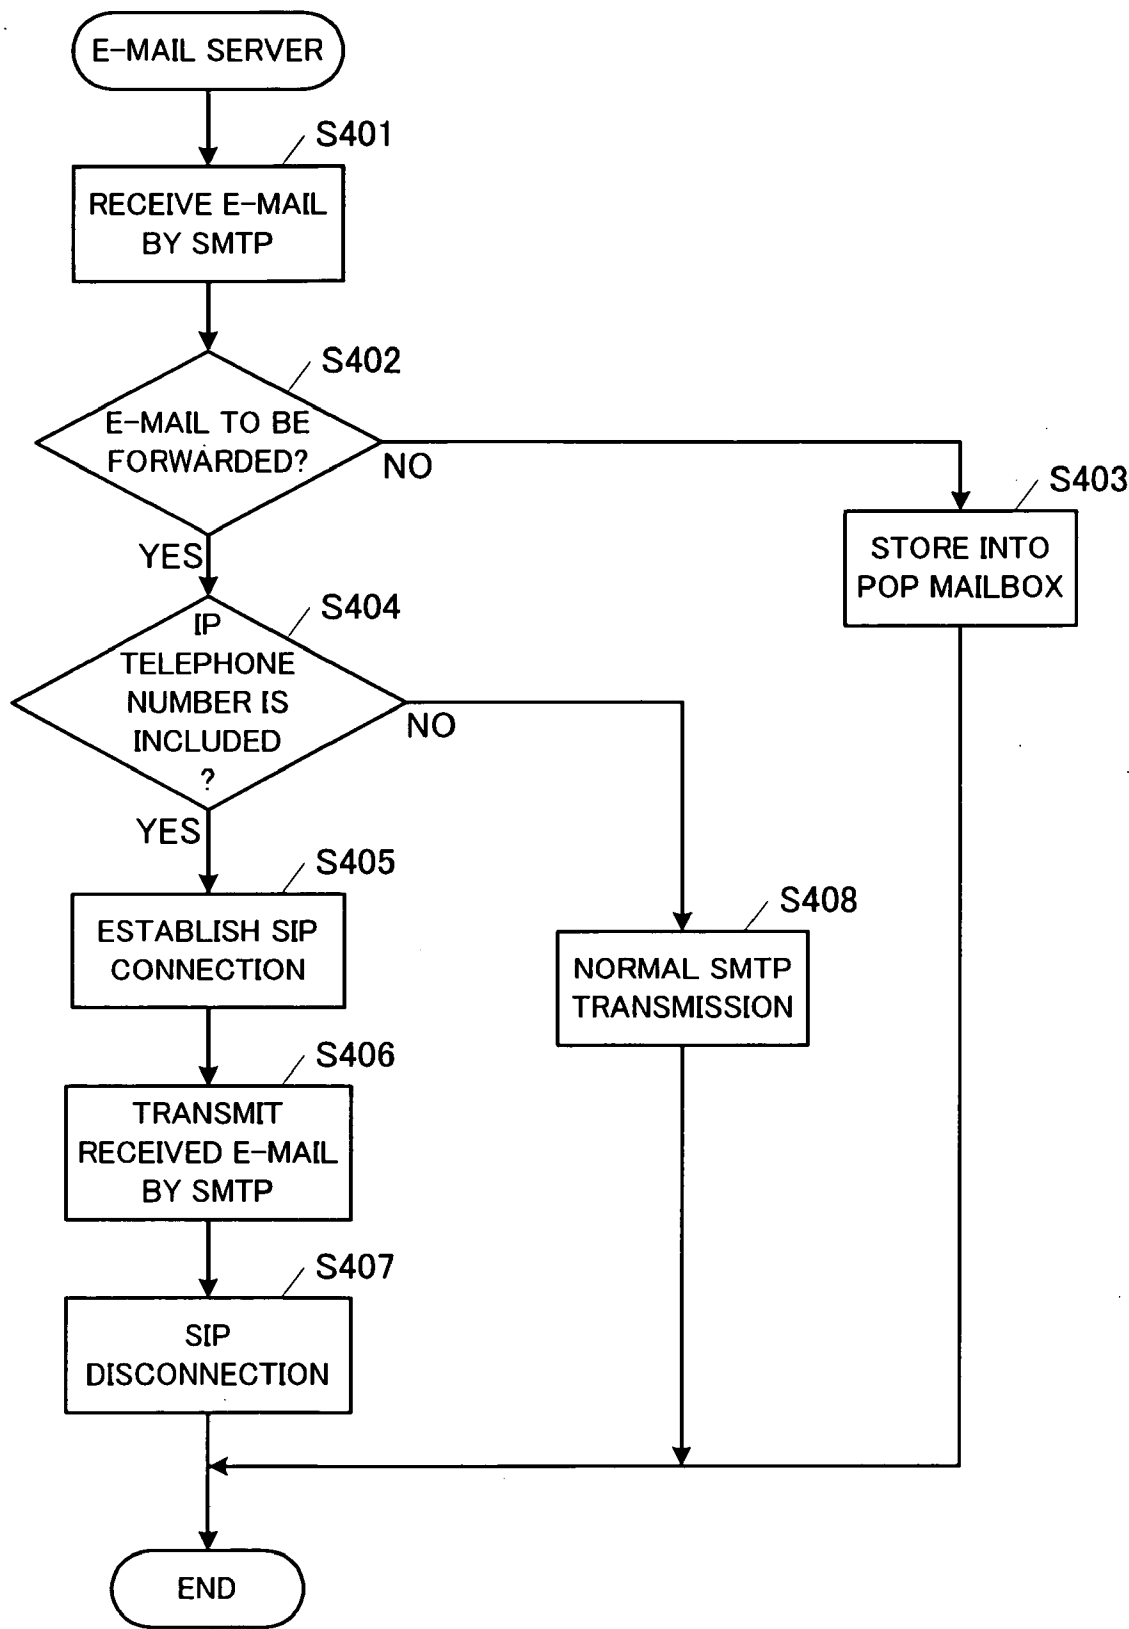 E-MAIL SERVER
S401
RECEIVE E-MAIL
BY SMTP
S402
E-MAIL TO BE
FORWARDED?
NO
YES
S403
STORE INTO
POP MAILBOX
S404
IP
TELEPHONE
NUMBER IS
INCLUDED
?
NO
YES
S405
ESTABLISH SIP
CONNECTION
S408
NORMAL SMTP
TRANSMISSION
S406
TRANSMIT
RECEIVED E-MAIL
BY SMTP
S407
SIP
DISCONNECTION
END